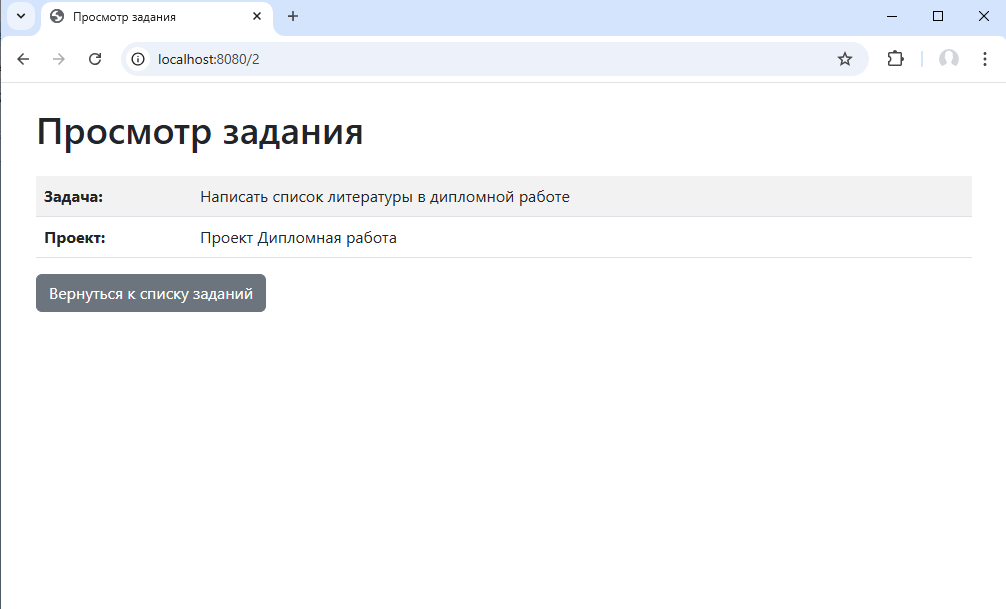 Просмотр задания
localhost:8080/2
Просмотр задания
Задача: Написать список литературы в дипломной работе
Проект: Проект Дипломная работа
Вернуться к списку заданий